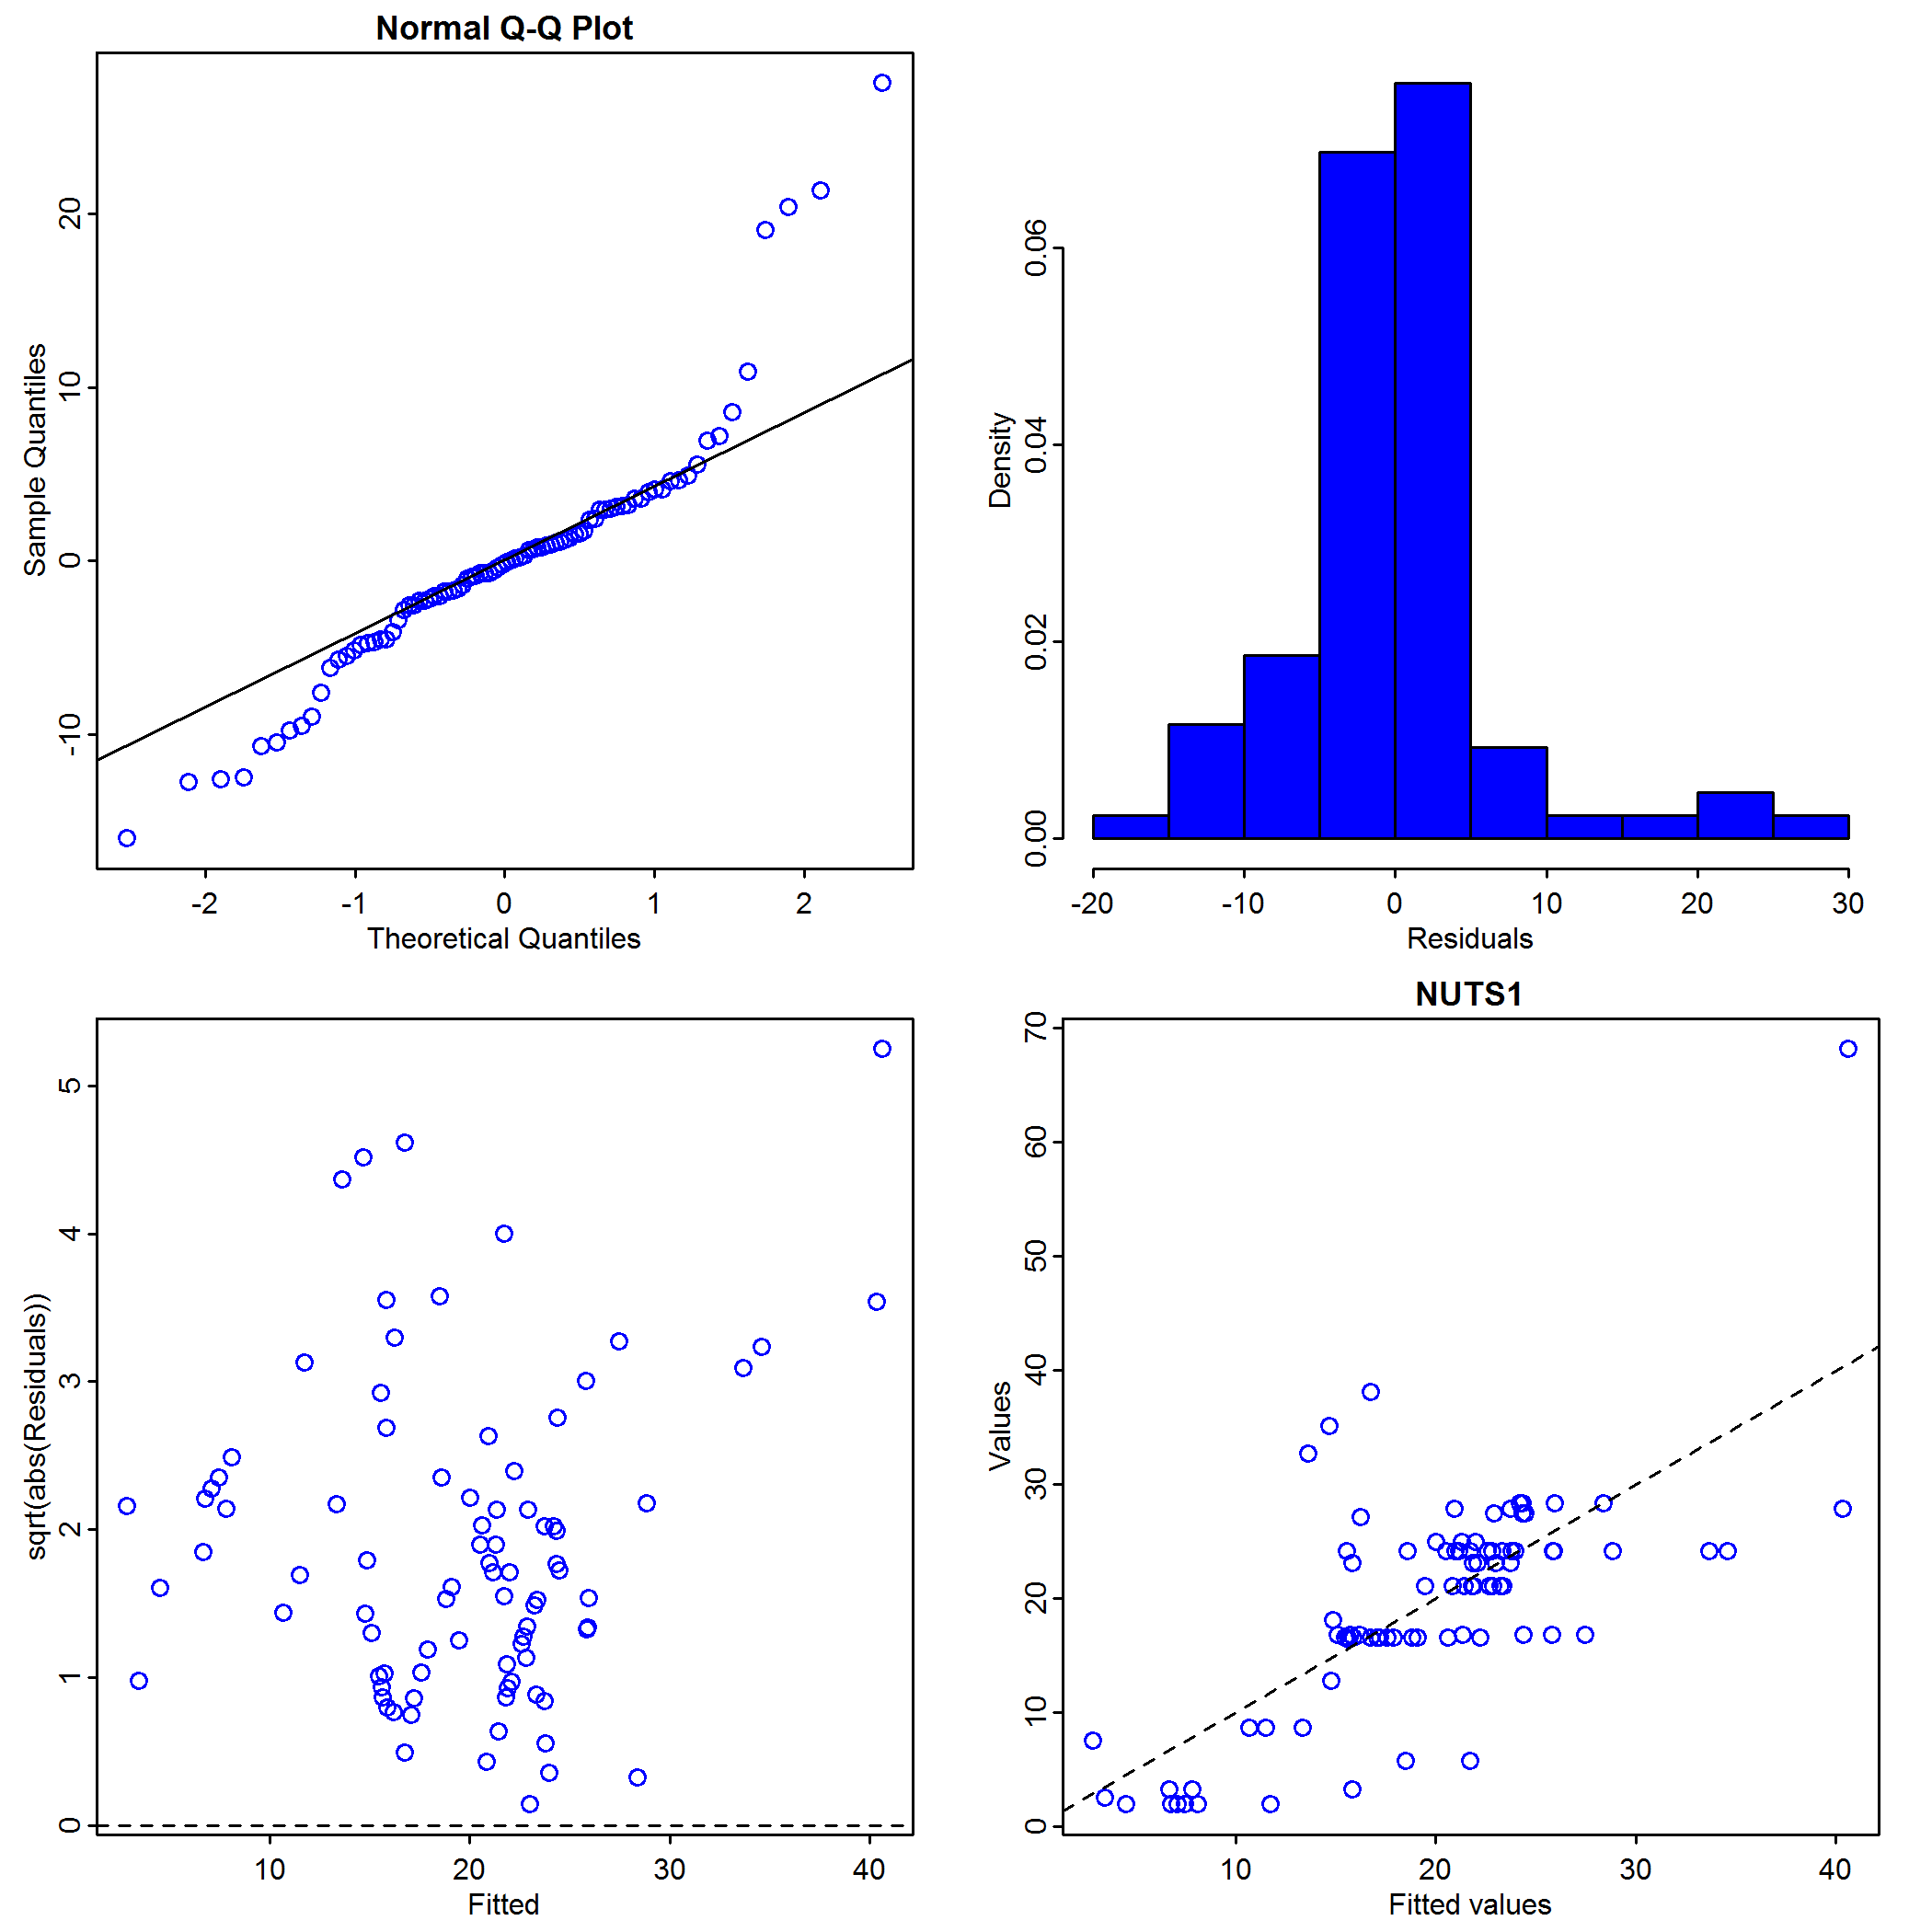 Normal Q-Q Plot
Sample Quantiles
-10 0 10 20
-2 -1 0 1 2
Theoretical Quantiles
Density
0.00 0.02 0.04 0.06
-20 -10 0 10 20 30
Residuals
sqrt(abs(Residuals))
0 1 2 3 4 5
10 20 30 40
Fitted
NUTS1
Values
0 10 20 30 40 50 60 70
10 20 30 40
Fitted values